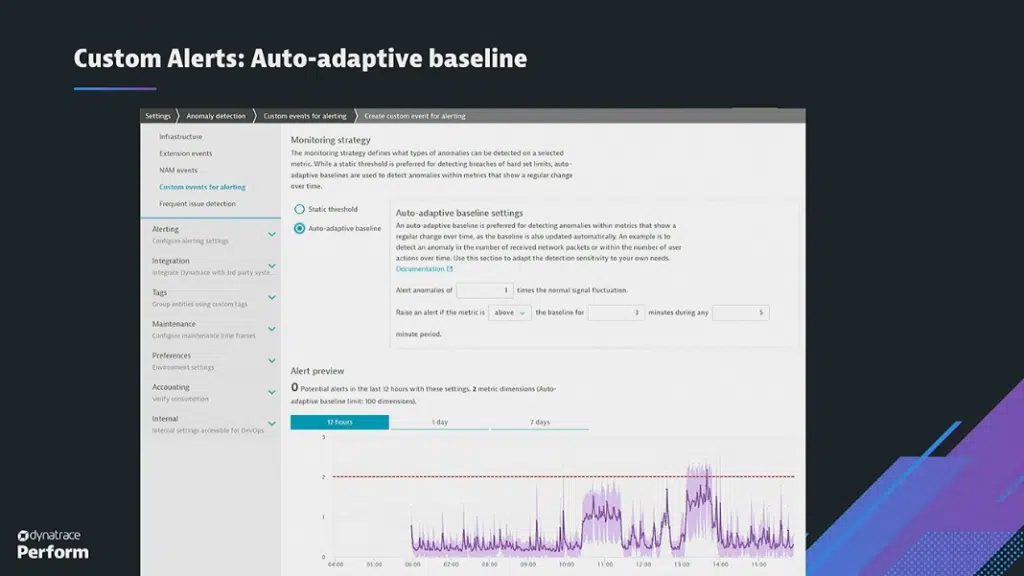 Custom Alerts: Auto-adaptive baseline
Settings
Anomaly detection
Custom events for alerting
Create custom event for alerting
Infrastructure
Extension events
NAM events
Custom events for alerting
Frequent issue detection
Alerting
Configure alerting settings
Integration
Integrate Dynatrace with 3rd party syste...
Tags
Group entities using custom tags
Maintenance
Configure maintenance time frames
Preferences
Environment settings
Accounting
Verify consumption
Internal
Internal settings accessible for DevOps
Monitoring strategy
The monitoring strategy defines what types of anomalies can be detected on a selected
metric. While a static threshold is preferred for detecting breaches of hard set limits, auto-
adaptive baselines are used to detect anomalies within metrics that show a regular change
over time.
Static threshold
Auto-adaptive baseline
Auto-adaptive baseline settings
An auto-adaptive baseline is preferred for detecting anomalies within metrics that show a
regular change over time, as the baseline is also updated automatically. An example is to
detect an anomaly in the number of received network packets or within the number of user
actions over time. Use this section to adapt the detection sensitivity to your own needs.
Documentation
Alert anomalies of 1 times the normal signal fluctuation.
Raise an alert if the metric is above the baseline for 3 minutes during any 5
minute period.
Alert preview
0 Potential alerts in the last 12 hours with these settings. 2 metric dimensions (Auto-
adaptive baseline limit: 100 dimensions).
12 hours
1 day
7 days
3
2
1
0
04:00 05:00 06:00 07:00 08:00 09:00 10:00 11:00 12:00 13:00 14:00 15:00
dynatrace
Perform